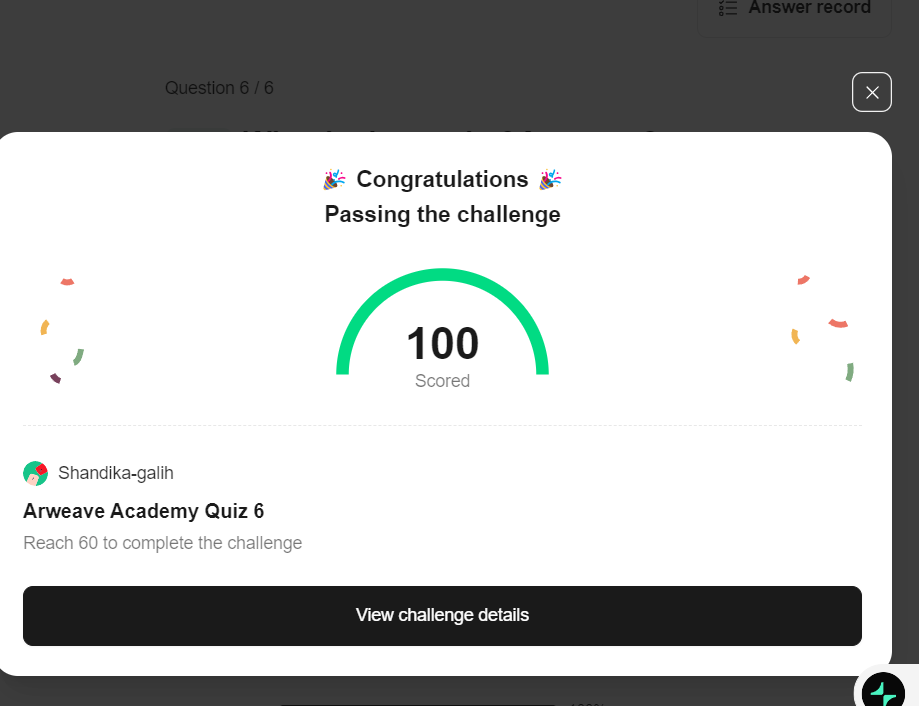 Answer record
Question 6 / 6
Congratulations
Passing the challenge
100
Scored
Shandika-galih
Arweave Academy Quiz 6
Reach 60 to complete the challenge
View challenge details